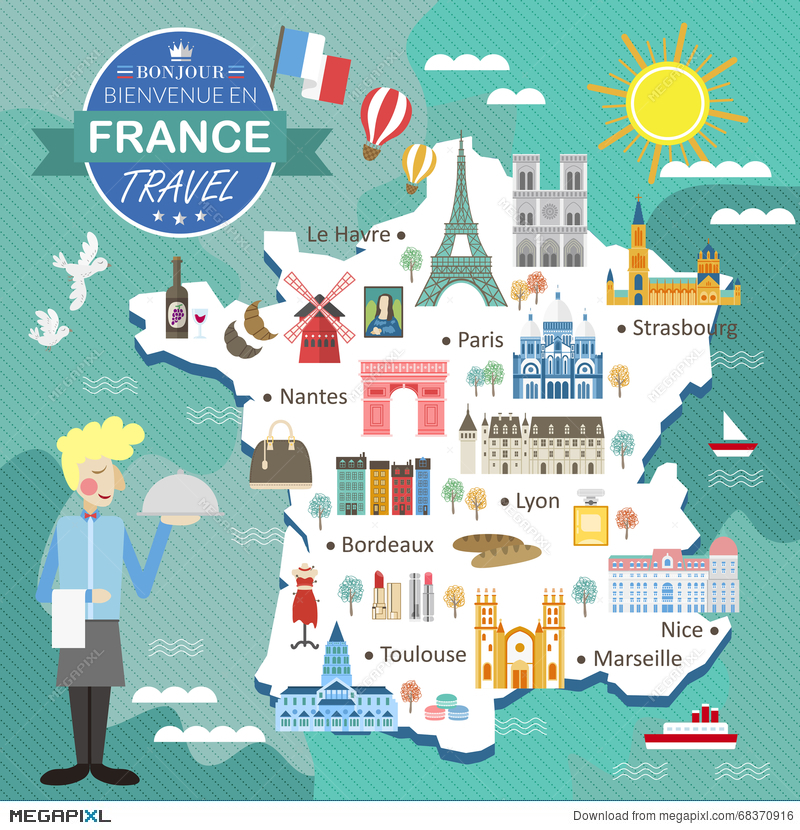 BONJOUR
BIENVENUE EN
FRANCE
TRAVEL
Le Havre
Paris
Strasbourg
Nantes
Lyon
Bordeaux
Nice
Toulouse
Marseille
MEGAPIXL
Download from megapixl.com/68370916